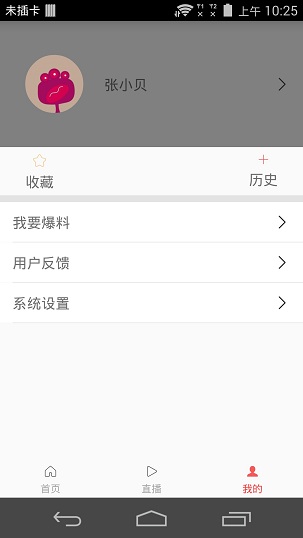 未插卡 上午 10:25
张小贝
收藏 历史
我要爆料
用户反馈
系统设置
首页 直播 我的